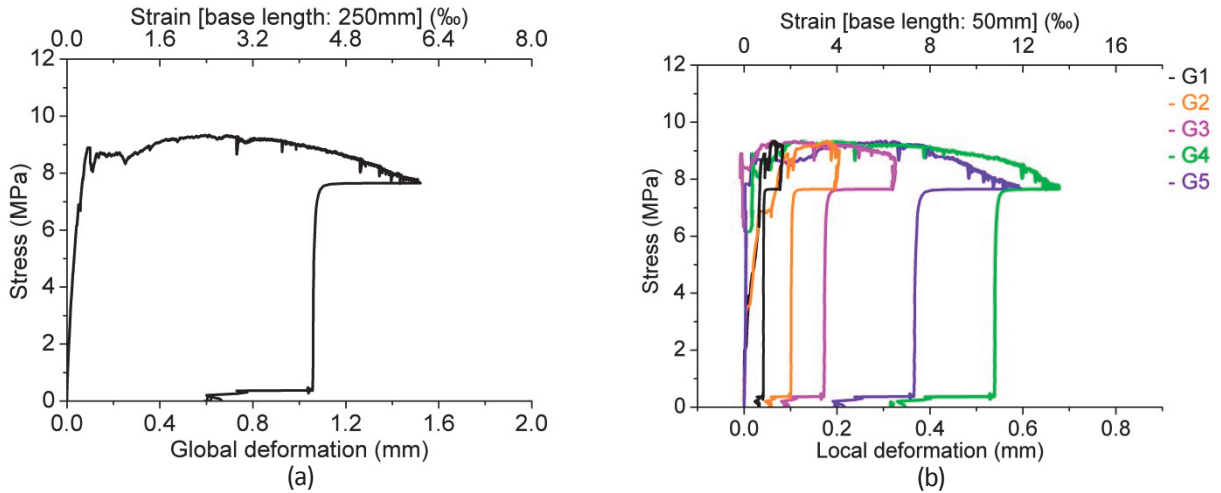 Strain [base length: 250mm] (‰)
0.0 1.6 3.2 4.8 6.4 8.0
12
10
8
6
4
2
0
Stress (MPa)
0.0 0.4 0.8 1.2 1.6 2.0
Global deformation (mm)
(a)
Strain [base length: 50mm] (‰)
0 4 8 12 16
12
10
8
6
4
2
0
Stress (MPa)
0.0 0.2 0.4 0.6 0.8
Local deformation (mm)
(b)
- G1
- G2
- G3
- G4
- G5